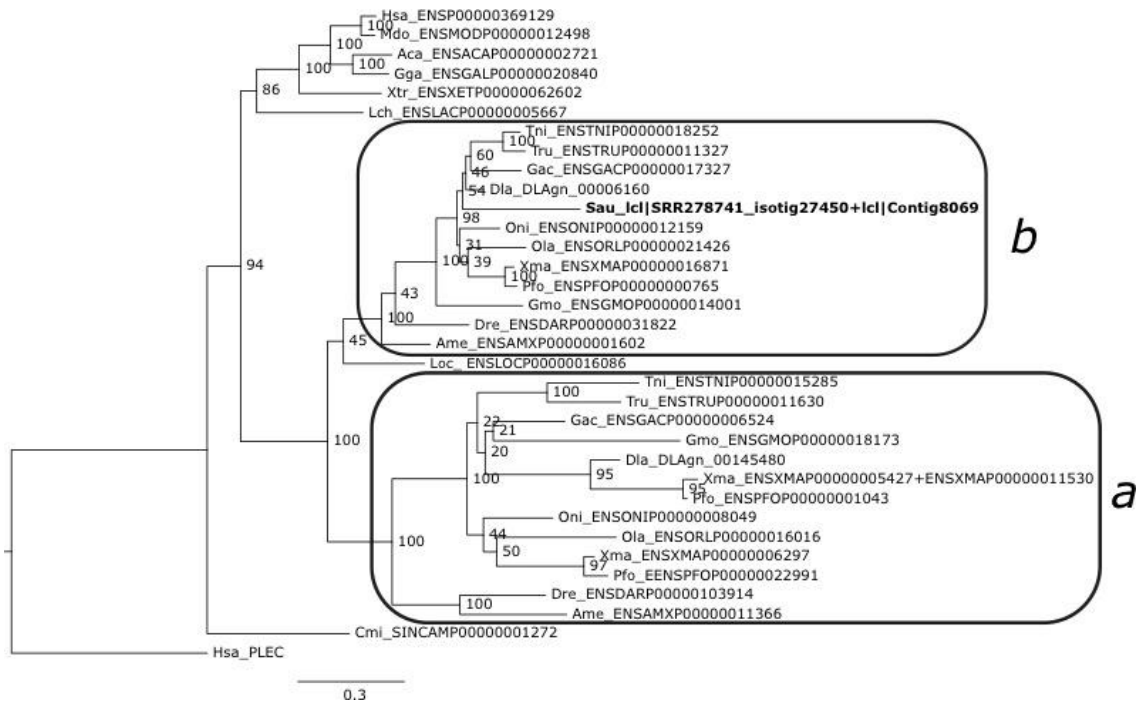 Hsa_ENSP00000369129
100
Mdo_ENSMODP00000012498
100
Aca_ENSACAP00000002721
100
100
Gga_ENSGALP00000020840
86
Xtr_ENSXETP00000062602
Lch_ENSLACP00000005667
Tni_ENSTNIP00000018252
100
Tru_ENSTRUP00000011327
60
Gac_ENSGACP00000017327
46
54
Dla_DLAgn_00006160
Sau_lcl|SRR278741_isotig27450+lcl|Contig8069
98
Oni_ENSONIP00000012159
b
31
Ola_ENSORLP00000021426
100
39
Xma_ENSXMAP00000016871
94
100
Pfo_ENSPFOP00000000765
43
Gmo_ENSGMOP00000014001
100
Dre_ENSDARP00000031822
45
Ame_ENSAMXP00000001602
Loc_ENSLOCP00000016086
Tni_ENSTNIP00000015285
100
Tru_ENSTRUP00000011630
22
Gac_ENSGACP00000006524
21
100
Gmo_ENSGMOP00000018173
20
Dla_DLAgn_00145480
95
100
Xma_ENSXMAP00000005427+ENSXMAP00000011530
95
a
Pfo_ENSPFOP00000001043
Oni_ENSONIP00000008049
44
Ola_ENSORLP00000016016
100
50
Xma_ENSXMAP00000006297
97
Pfo_EENSPFOP00000022991
Dre_ENSDARP00000103914
100
Ame_ENSAMXP00000011366
Cmi_SINCAMP00000001272
Hsa_PLEC
0.3